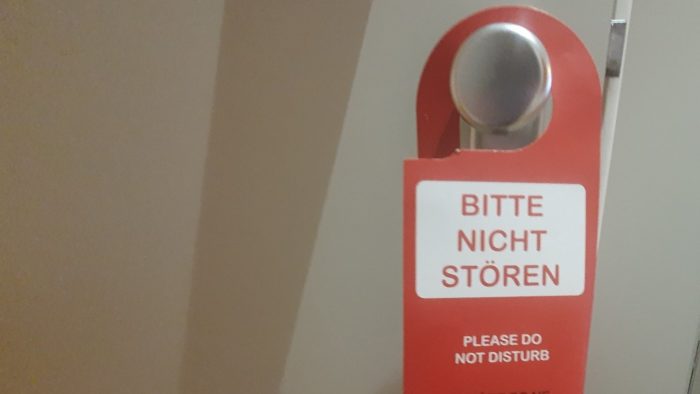 BITTE
NICHT
STÖREN
PLEASE DO
NOT DISTURB